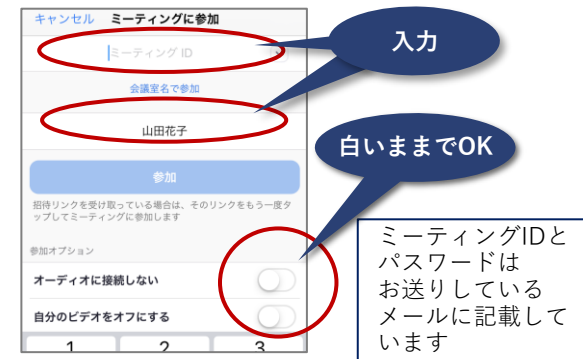 キャンセル ミーティングに参加
ミーティング ID
会議室名で参加
山田花子
参加
招待リンクを受け取っている場合は、そのリンクをもう一度タ
ップしてミーティングに参加します
参加オプション
オーディオに接続しない
自分のビデオをオフにする
1 2 3
入力
白いままでOK
ミーティングIDと
パスワードは
お送りしている
メールに記載して
います